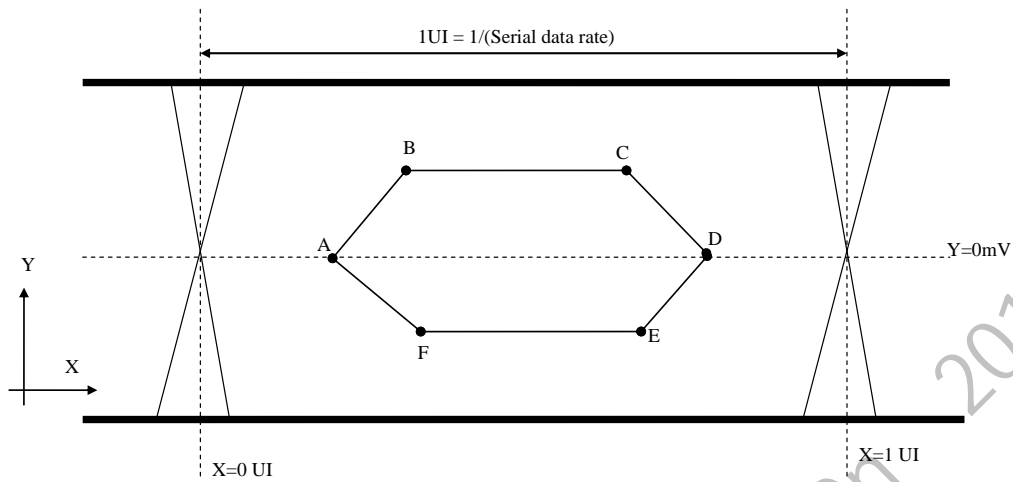 1UI = 1/(Serial data rate)
B
C
A
D
Y=0mV
Y
X
F
E
X=0 UI
X=1 UI